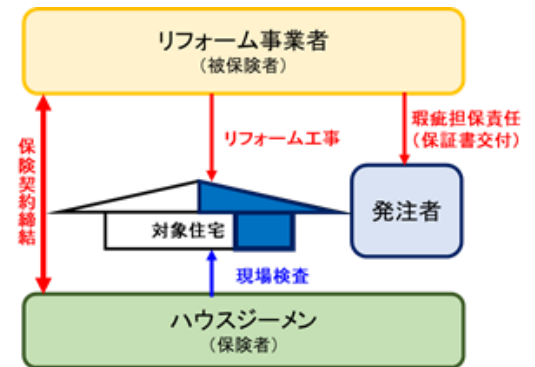 リフォーム事業者
（被保険者）
保険契約締結
リフォーム工事
瑕疵担保責任
（保証書交付）
対象住宅
発注者
現場検査
ハウスジーメン
（保険者）